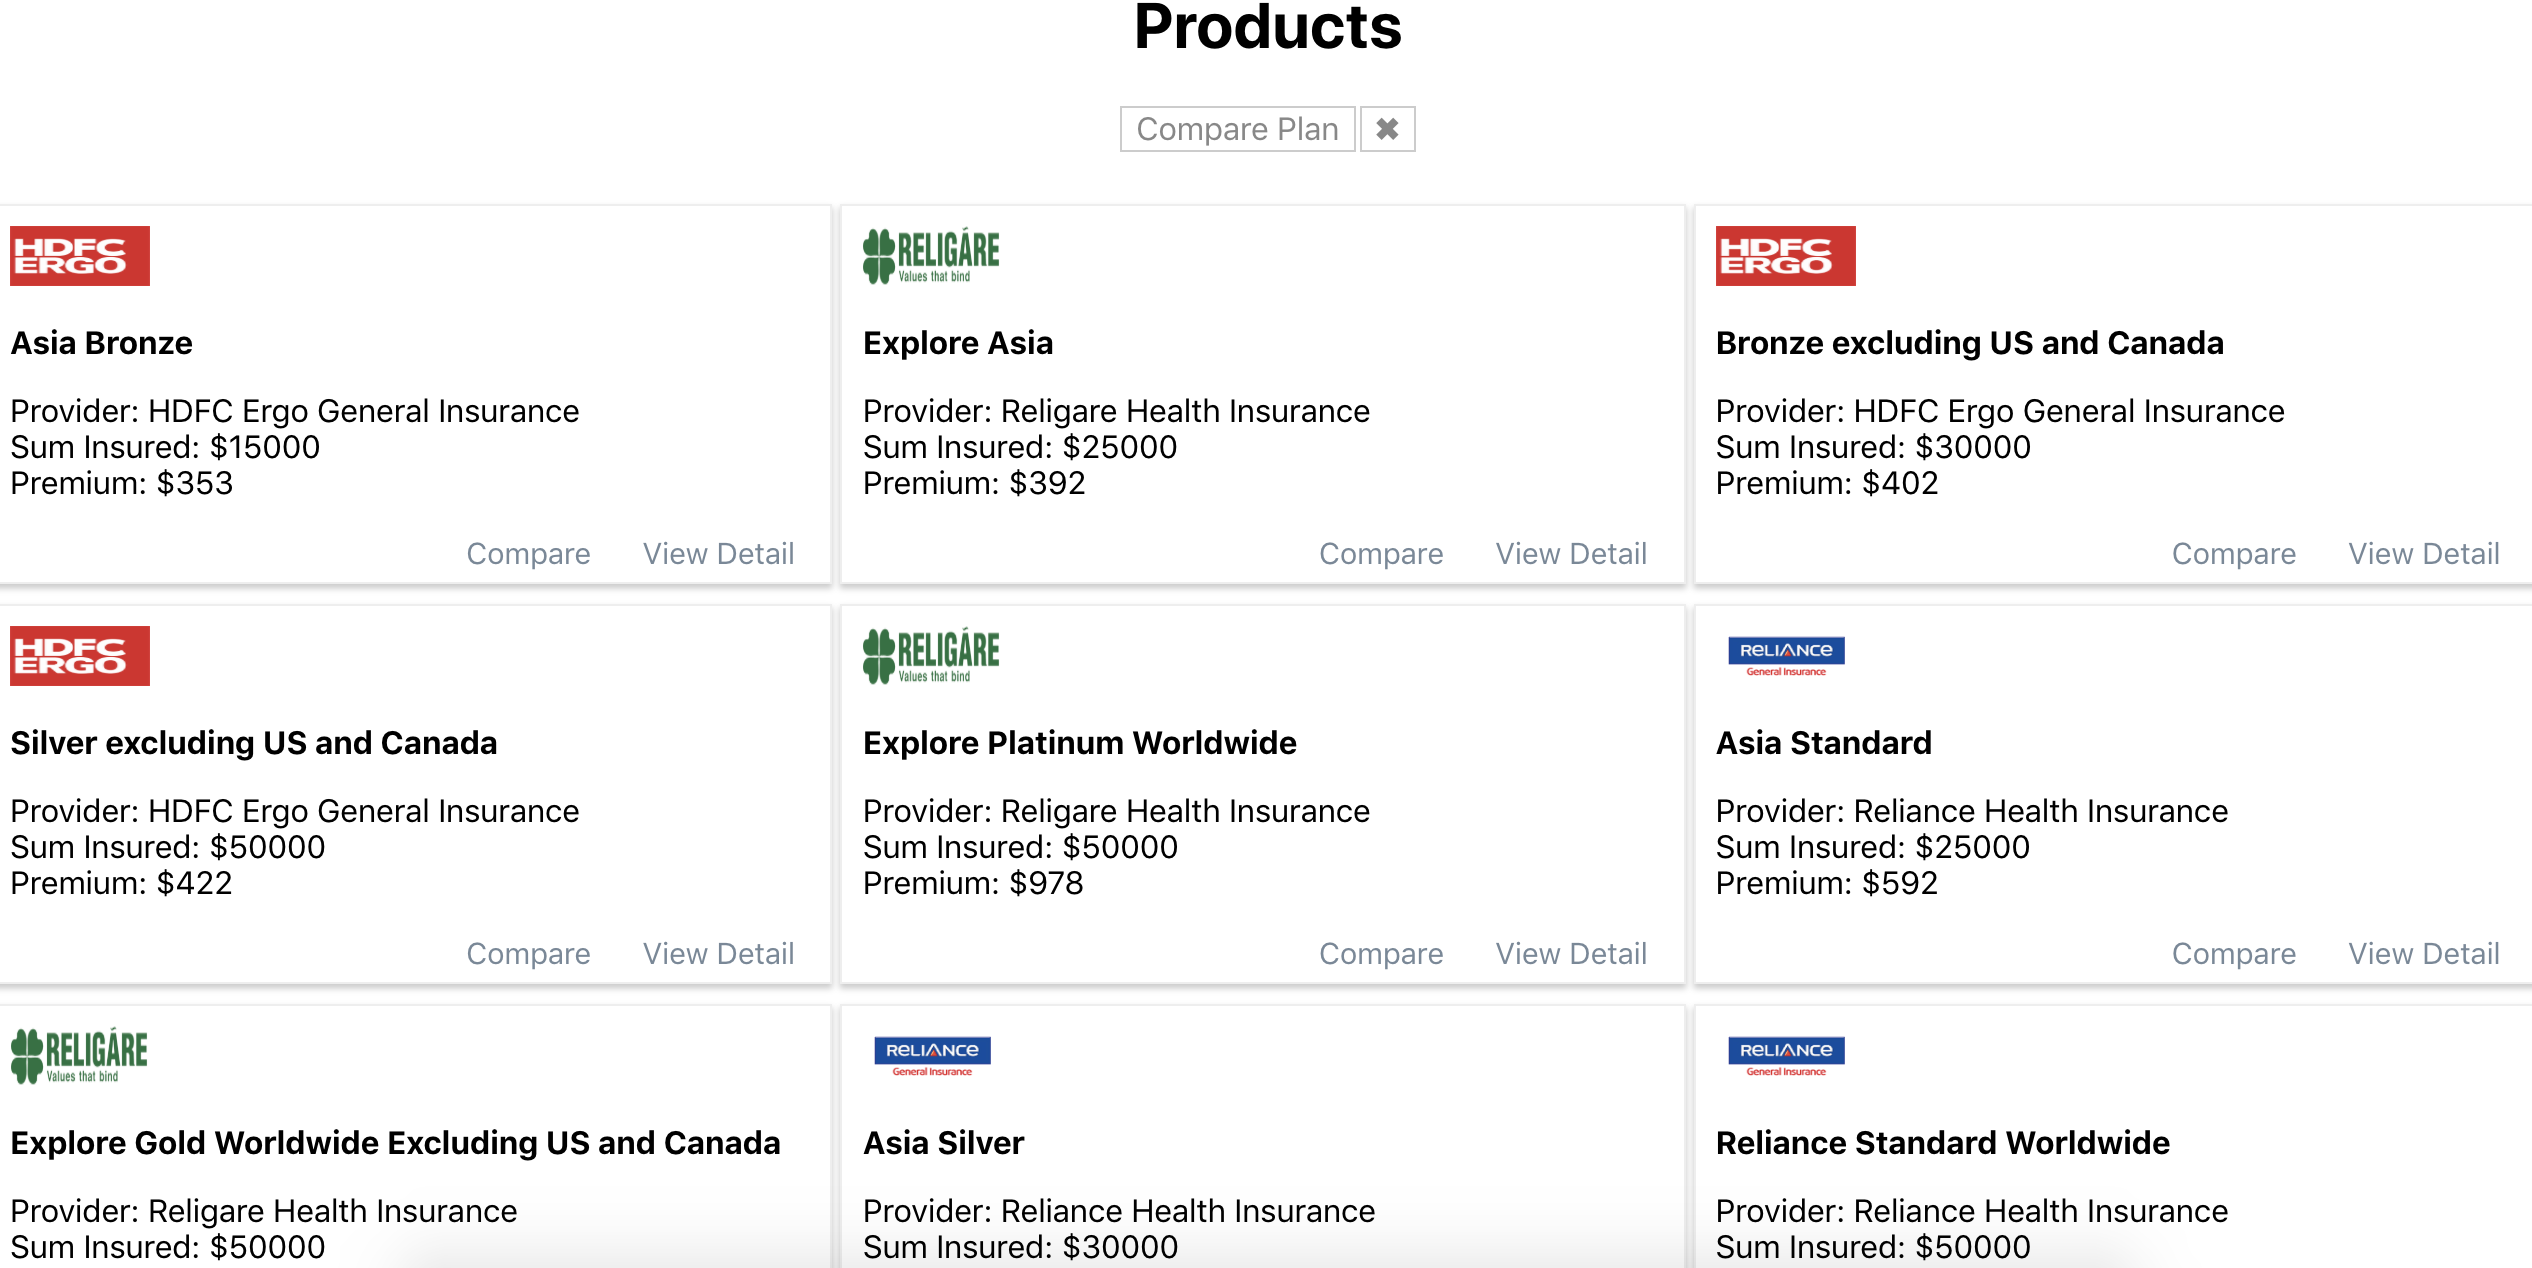 Products
Compare Plan ✖
HDFC
ERGO
Asia Bronze
Provider: HDFC Ergo General Insurance
Sum Insured: $15000
Premium: $353
Compare View Detail
RELIGÁRE
Values that bind
Explore Asia
Provider: Religare Health Insurance
Sum Insured: $25000
Premium: $392
Compare View Detail
HDFC
ERGO
Bronze excluding US and Canada
Provider: HDFC Ergo General Insurance
Sum Insured: $30000
Premium: $402
Compare View Detail
HDFC
ERGO
Silver excluding US and Canada
Provider: HDFC Ergo General Insurance
Sum Insured: $50000
Premium: $422
Compare View Detail
RELIGÁRE
Values that bind
Explore Platinum Worldwide
Provider: Religare Health Insurance
Sum Insured: $50000
Premium: $978
Compare View Detail
RELIANCE
General Insurance
Asia Standard
Provider: Reliance Health Insurance
Sum Insured: $25000
Premium: $592
Compare View Detail
RELIGÁRE
Values that bind
Explore Gold Worldwide Excluding US and Canada
Provider: Religare Health Insurance
Sum Insured: $50000
RELIANCE
General Insurance
Asia Silver
Provider: Reliance Health Insurance
Sum Insured: $30000
RELIANCE
General Insurance
Reliance Standard Worldwide
Provider: Reliance Health Insurance
Sum Insured: $50000